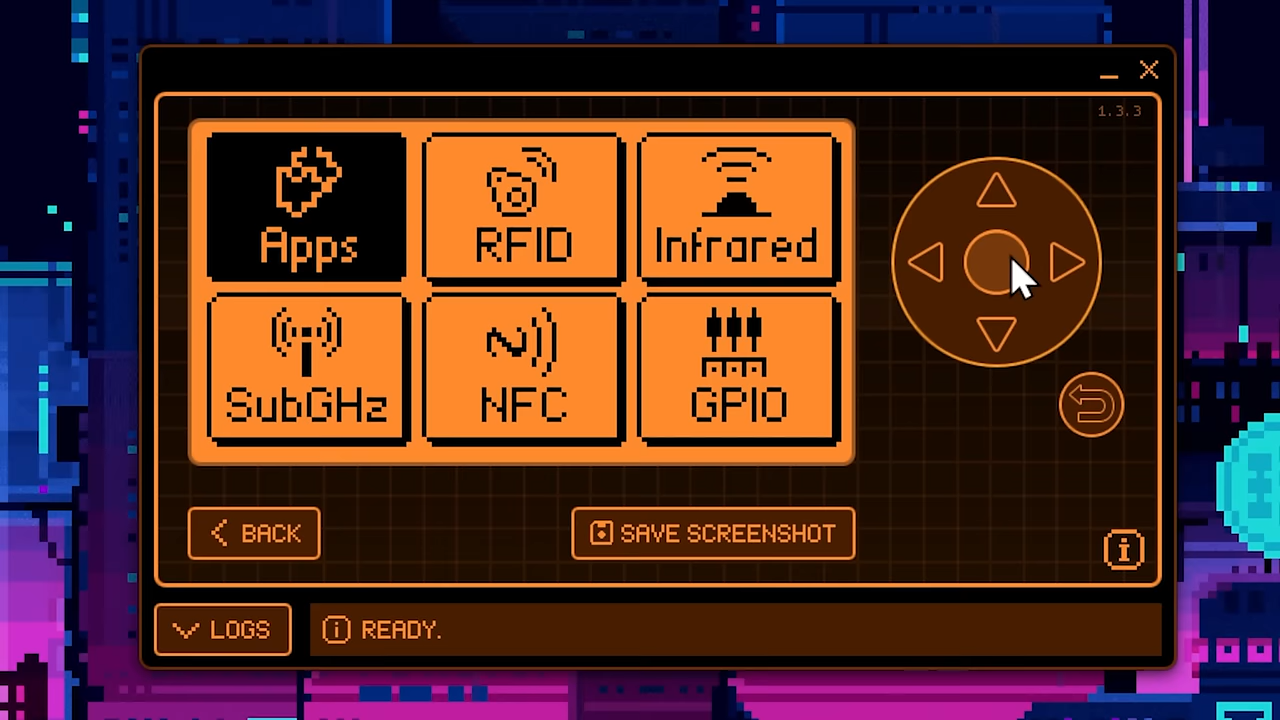 1.3.3
Apps
RFID
Infrared
SubGHz
NFC
GPIO
BACK
SAVE SCREENSHOT
LOGS
READY.